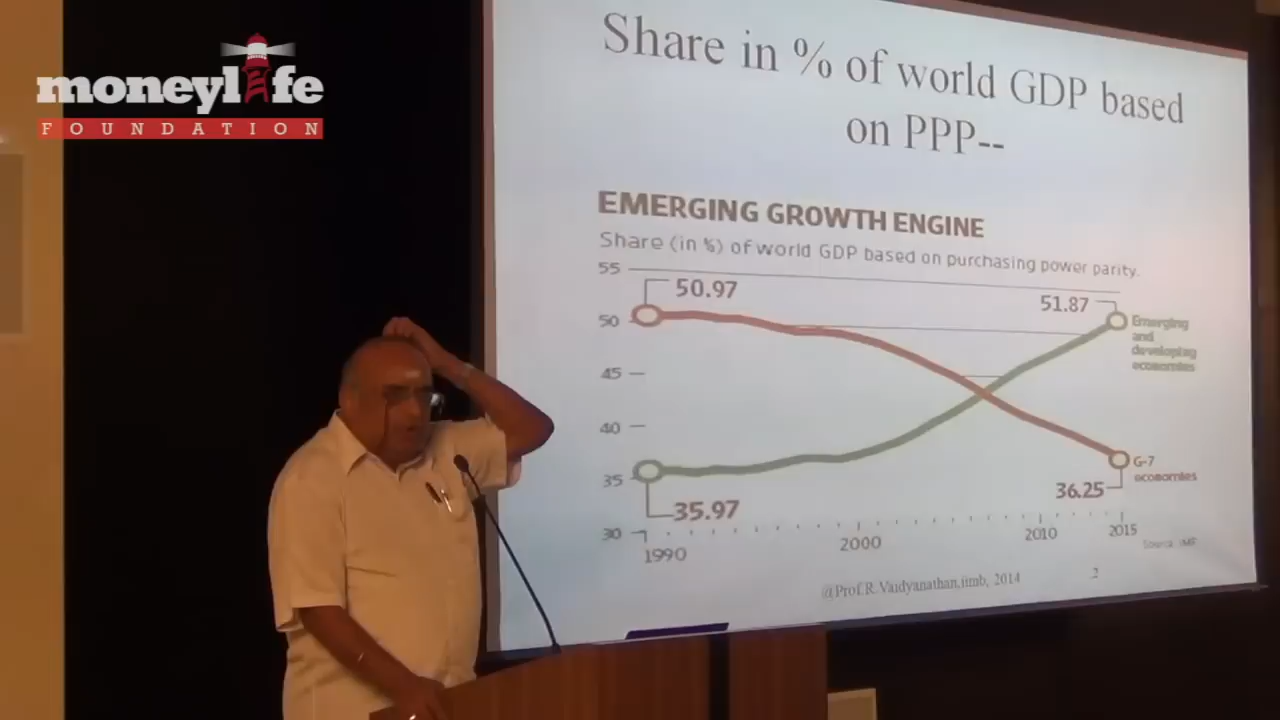 moneylife
FOUNDATION
Share in % of world GDP based
on PPP--
EMERGING GROWTH ENGINE
Share (in %) of world GDP based on purchasing power parity.
55
50.97
51.87
50
Emerging
and
developing
economies
45
40
35
G-7
economies
36.25
35.97
30
1990
2000
2010
2015
Source: IMF
@Prof.R.Vaidyanathan,iimb, 2014
2